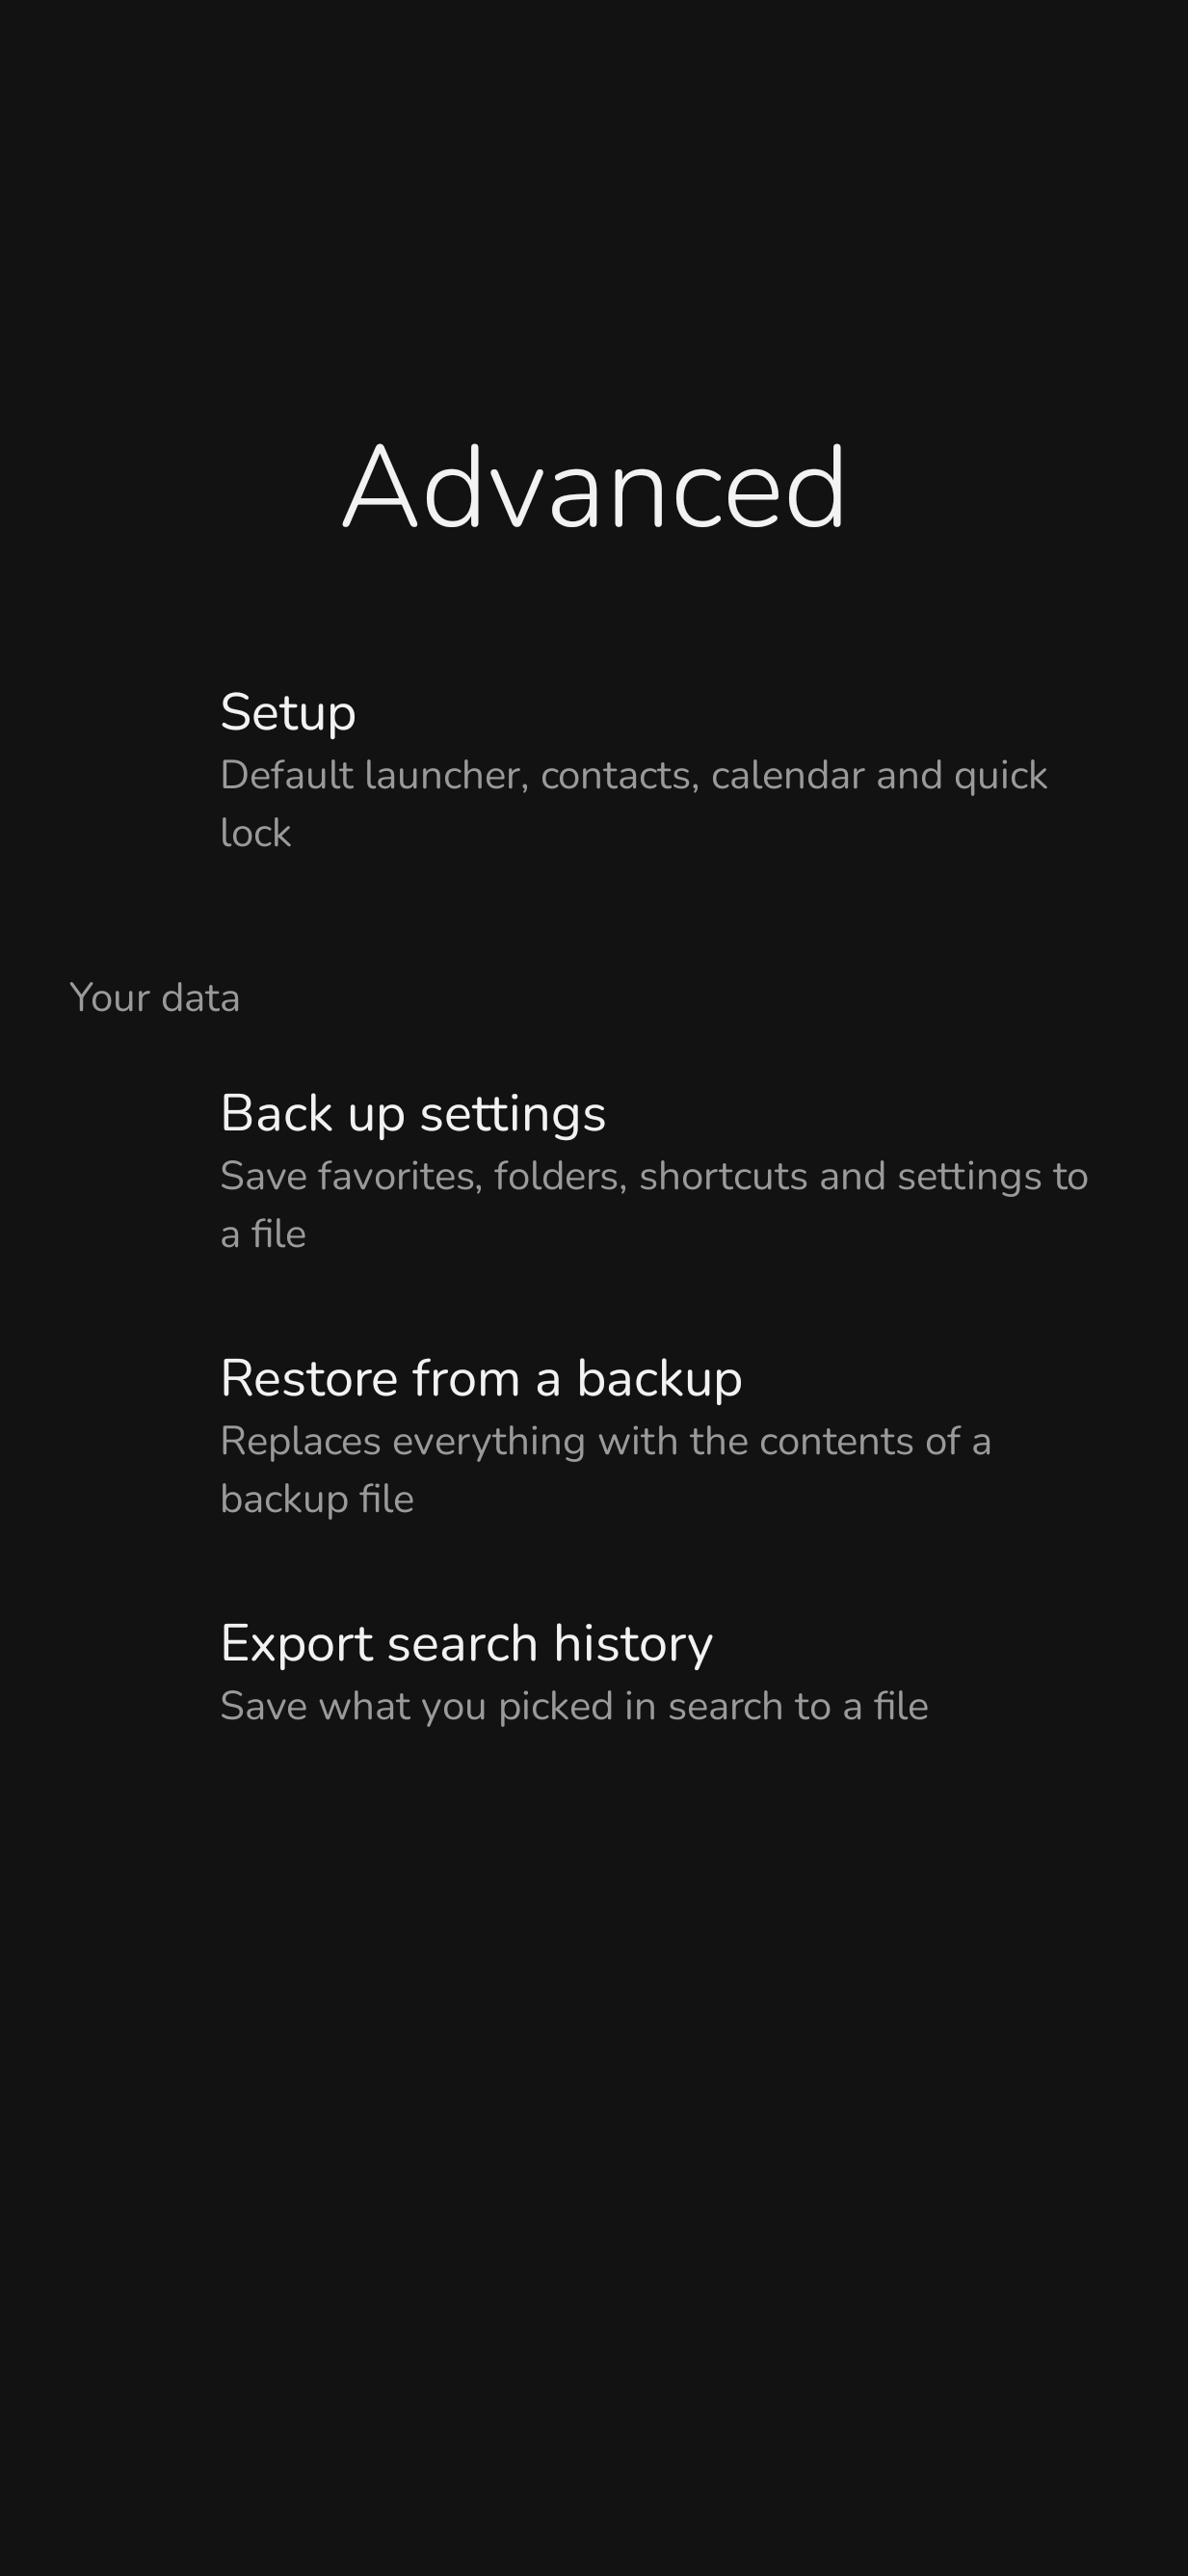 Advanced
Setup
Default launcher, contacts, calendar and quick
lock
Your data
Back up settings
Save favorites, folders, shortcuts and settings to
a file
Restore from a backup
Replaces everything with the contents of a
backup file
Export search history
Save what you picked in search to a file